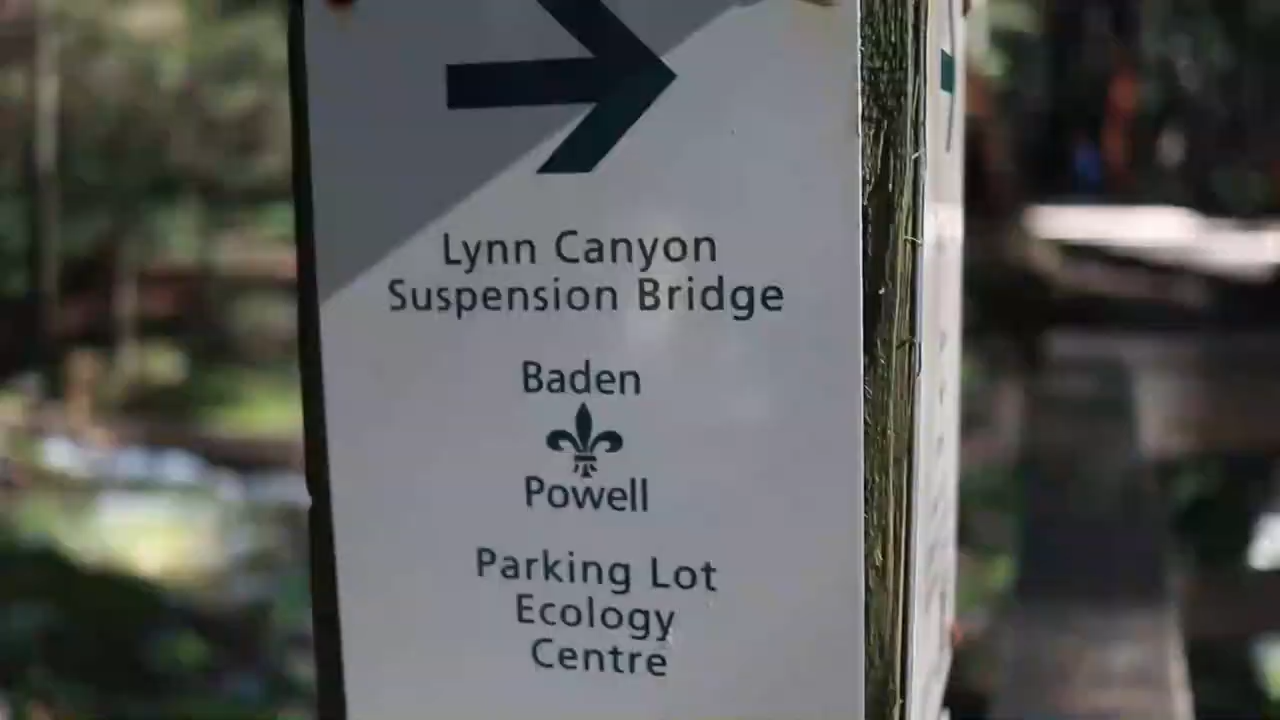 Lynn Canyon
Suspension Bridge
Baden
Powell
Parking Lot
Ecology
Centre